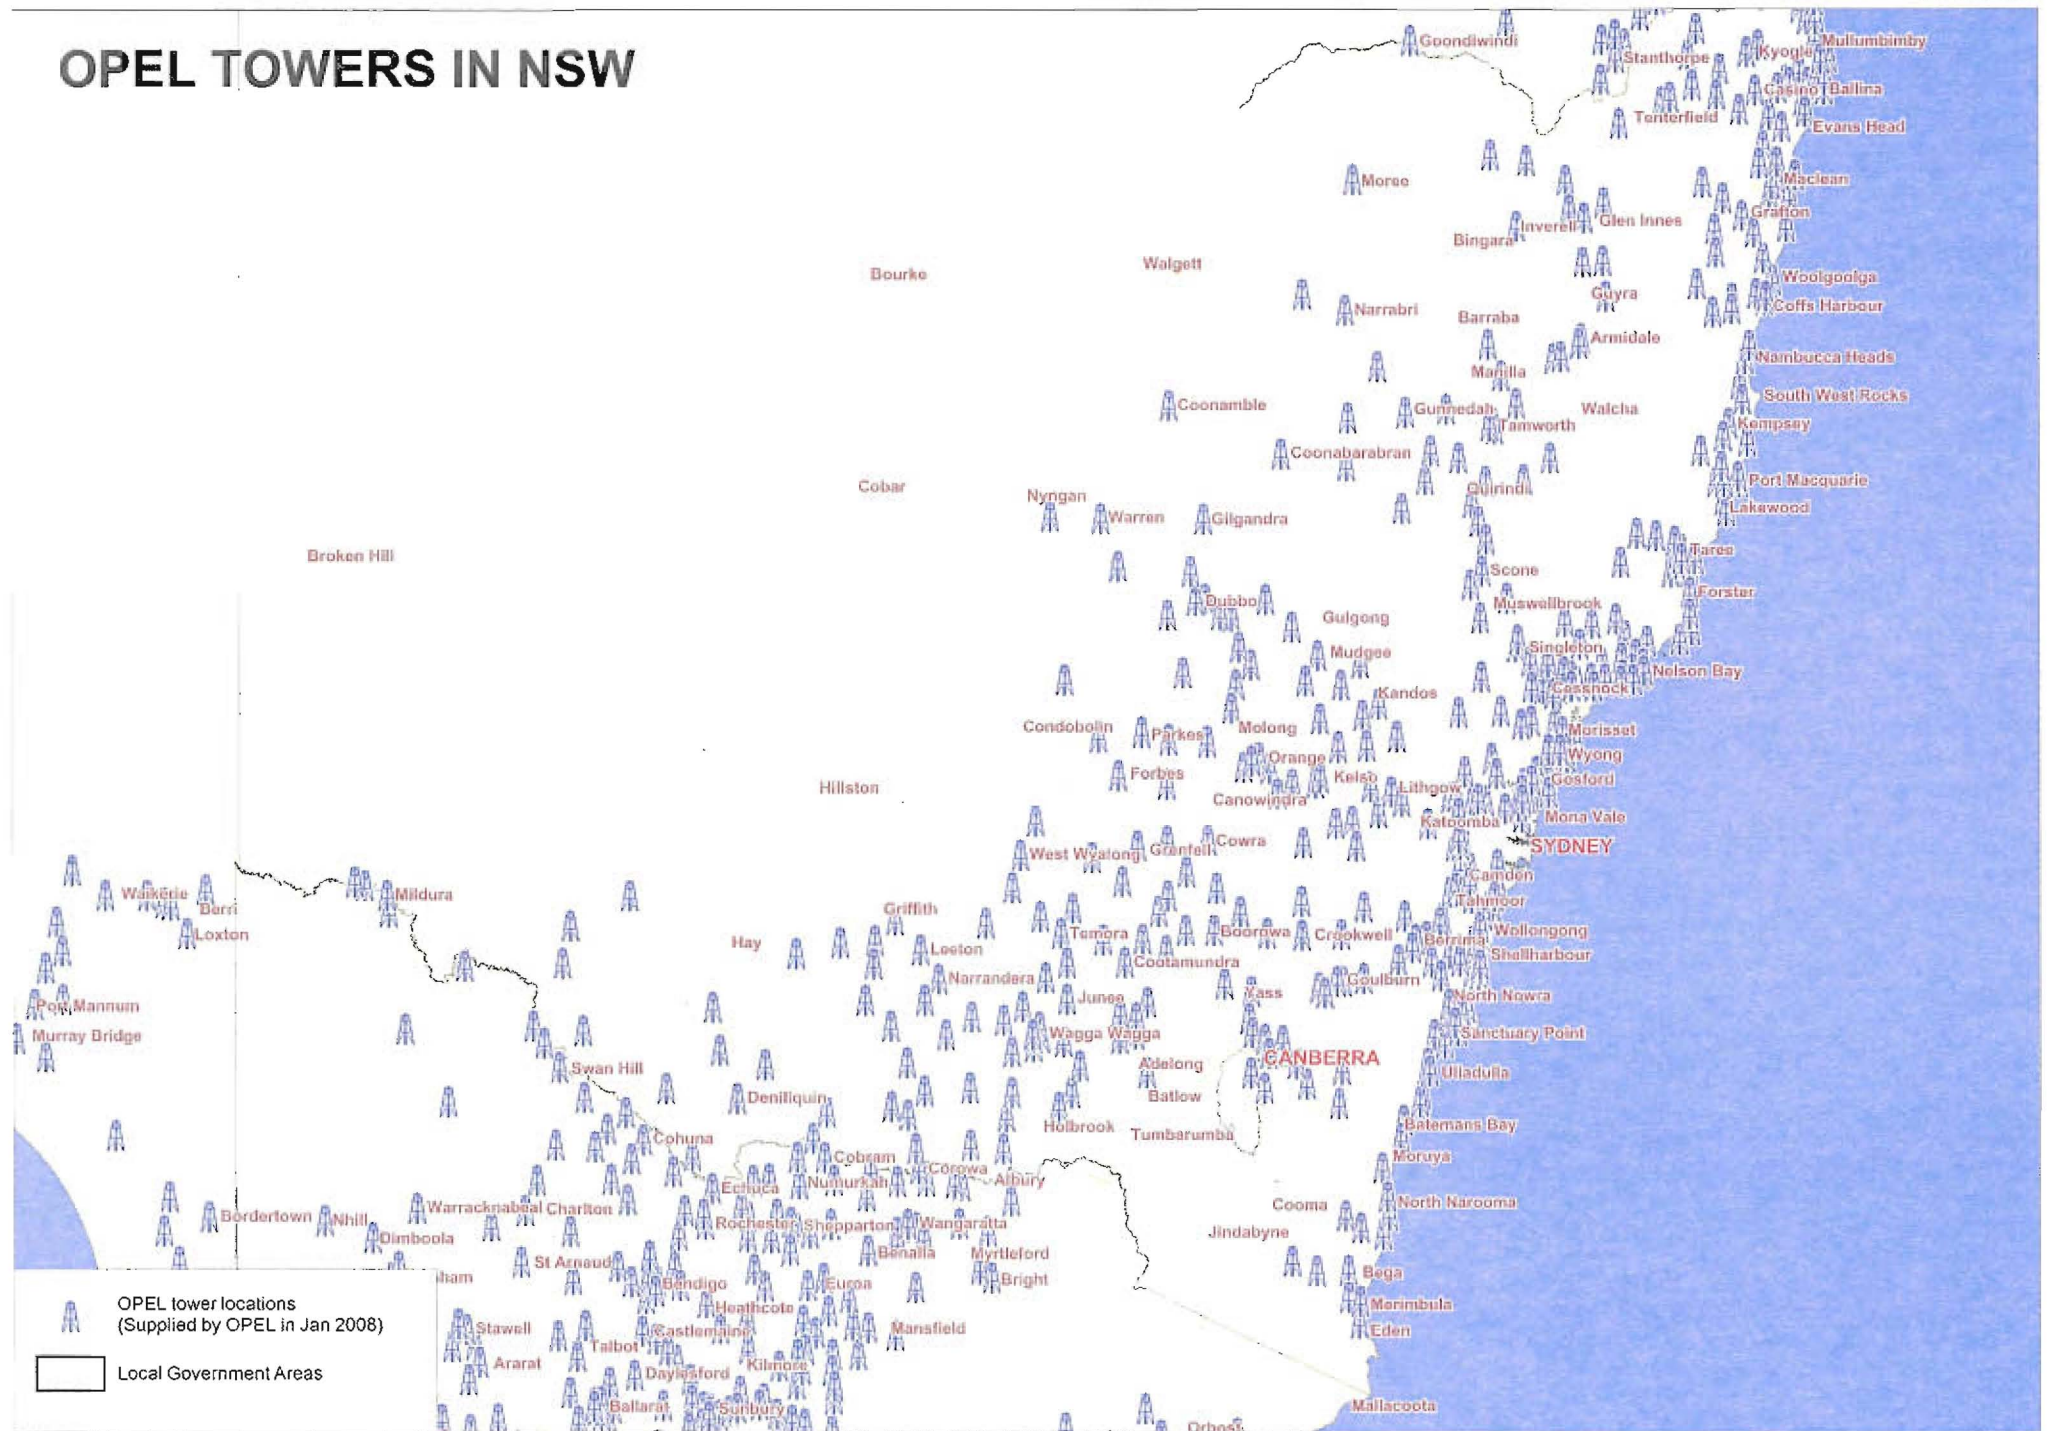 OPEL TOWERS IN NSW
Goondiwindi
Mullumbimby
Stanthorpe
Kyogle
Casino
Ballina
Tenterfield
Evans Head
Moree
Maclean
Grafton
Glen Innes
Inverell
Bingara
Walgett
Bourke
Woolgoolga
Guyra
Coffs Harbour
Narrabri
Barraba
Armidale
Nambucca Heads
Manilla
South West Rocks
Coonamble
Gunnedah
Walcha
Tamworth
Kempsey
Coonabarabran
Port Macquarie
Cobar
Quirindi
Nyngan
Lakewood
Warren
Gilgandra
Taree
Broken Hill
Scone
Forster
Dubbo
Muswellbrook
Gulgong
Singleton
Mudgee
Nelson Bay
Cessnock
Kandos
Condobolin
Molong
Parkes
Morisset
Wyong
Orange
Forbes
Kelso
Gosford
Hillston
Lithgow
Canowindra
Mona Vale
Katoomba
Cowra
SYDNEY
Grenfell
West Wyalong
Camden
Waikerie
Mildura
Tahmoor
Berri
Griffith
Wollongong
Loxton
Temora
Boorowa
Crookwell
Berrima
Hay
Leeton
Shellharbour
Cootamundra
Narrandera
Goulburn
Yass
North Nowra
Junee
Port Mannum
Sanctuary Point
Wagga Wagga
Murray Bridge
CANBERRA
Adelong
Swan Hill
Ulladulla
Batlow
Deniliquin
Holbrook
Batemans Bay
Tumbarumba
Cohuna
Cobram
Moruya
Corowa
Albury
Numurkah
Echuca
North Narooma
Cooma
Warracknabeal
Charlton
Bordertown
Nhill
Rochester
Shepparton
Wangaratta
Jindabyne
Dimboola
Benalla
Myrtleford
St Arnaud
Bega
ham
Bendigo
Euroa
Bright
OPEL tower locations
(Supplied by OPEL in Jan 2008)
Heathcote
Merimbula
Stawell
Castlemaine
Mansfield
Eden
Talbot
Ararat
Kilmore
Local Government Areas
Daylesford
Ballarat
Sunbury
Mallacoota
Orbost